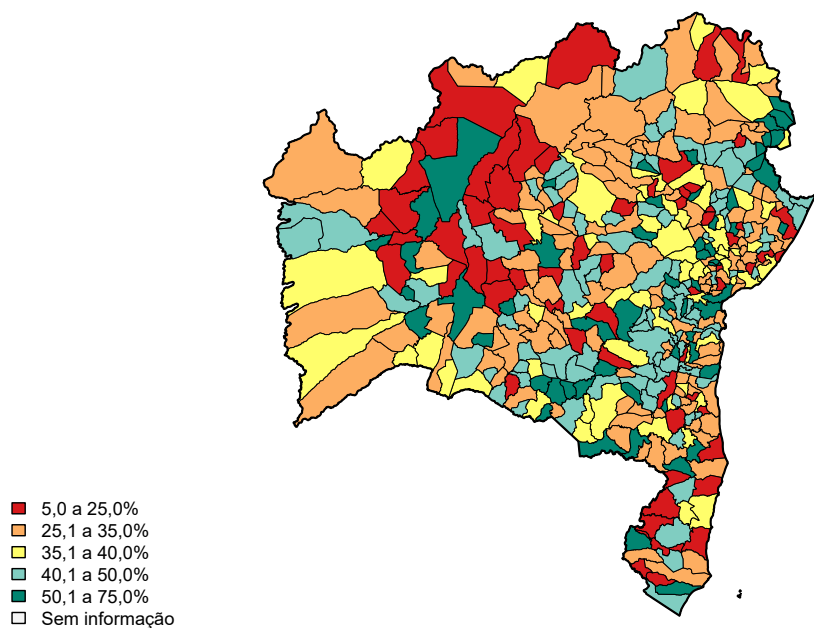 5,0 a 25,0%
25,1 a 35,0%
35,1 a 40,0%
40,1 a 50,0%
50,1 a 75,0%
Sem informação